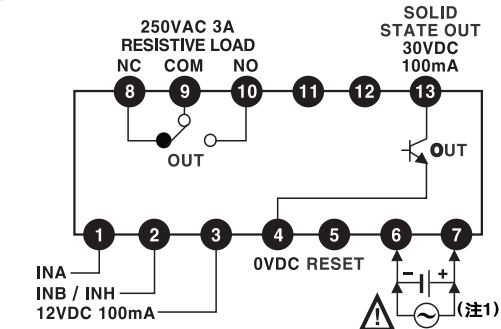 250VAC 3A
RESISTIVE LOAD
NC COM NO
SOLID
STATE OUT
30VDC
100mA
8 9 10 11 12 13
OUT
OUT
1 2 3 4 5 6 7
0VDC RESET
INA
INB / INH
12VDC 100mA
- +
(注1)